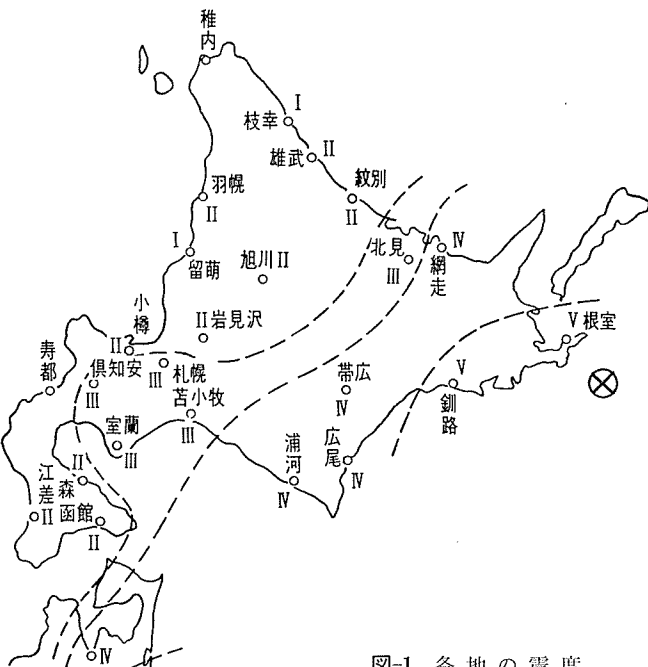 稚内
I
枝幸
雄武 II
紋別
II
羽幌
II
I
留萌
旭川 II
北見
III
IV
網走
小樽
II
II 岩見沢
V 根室
寿都
倶知安
III
札幌
III
苫小牧
III
帯広
IV
V
釧路
室蘭
III
浦河
IV
広尾
IV
江差
II
森
II
函館
II
IV
図-1 各地の震度